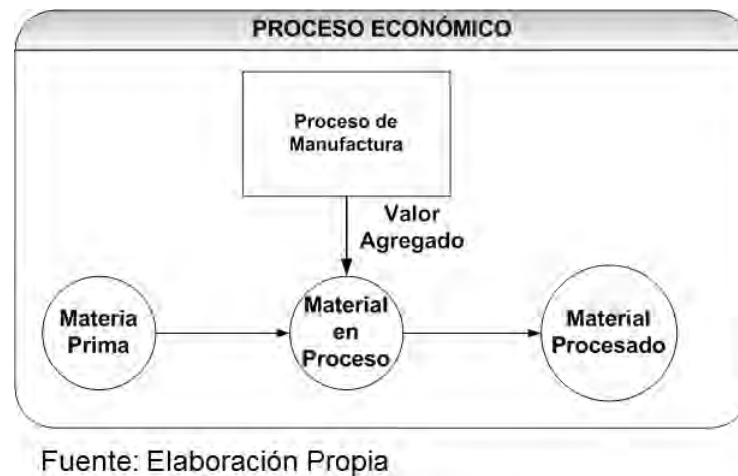 PROCESO ECONÓMICO
Proceso de
Manufactura
Valor
Agregado
Materia
Prima
Material
en
Proceso
Material
Procesado
Fuente: Elaboración Propia